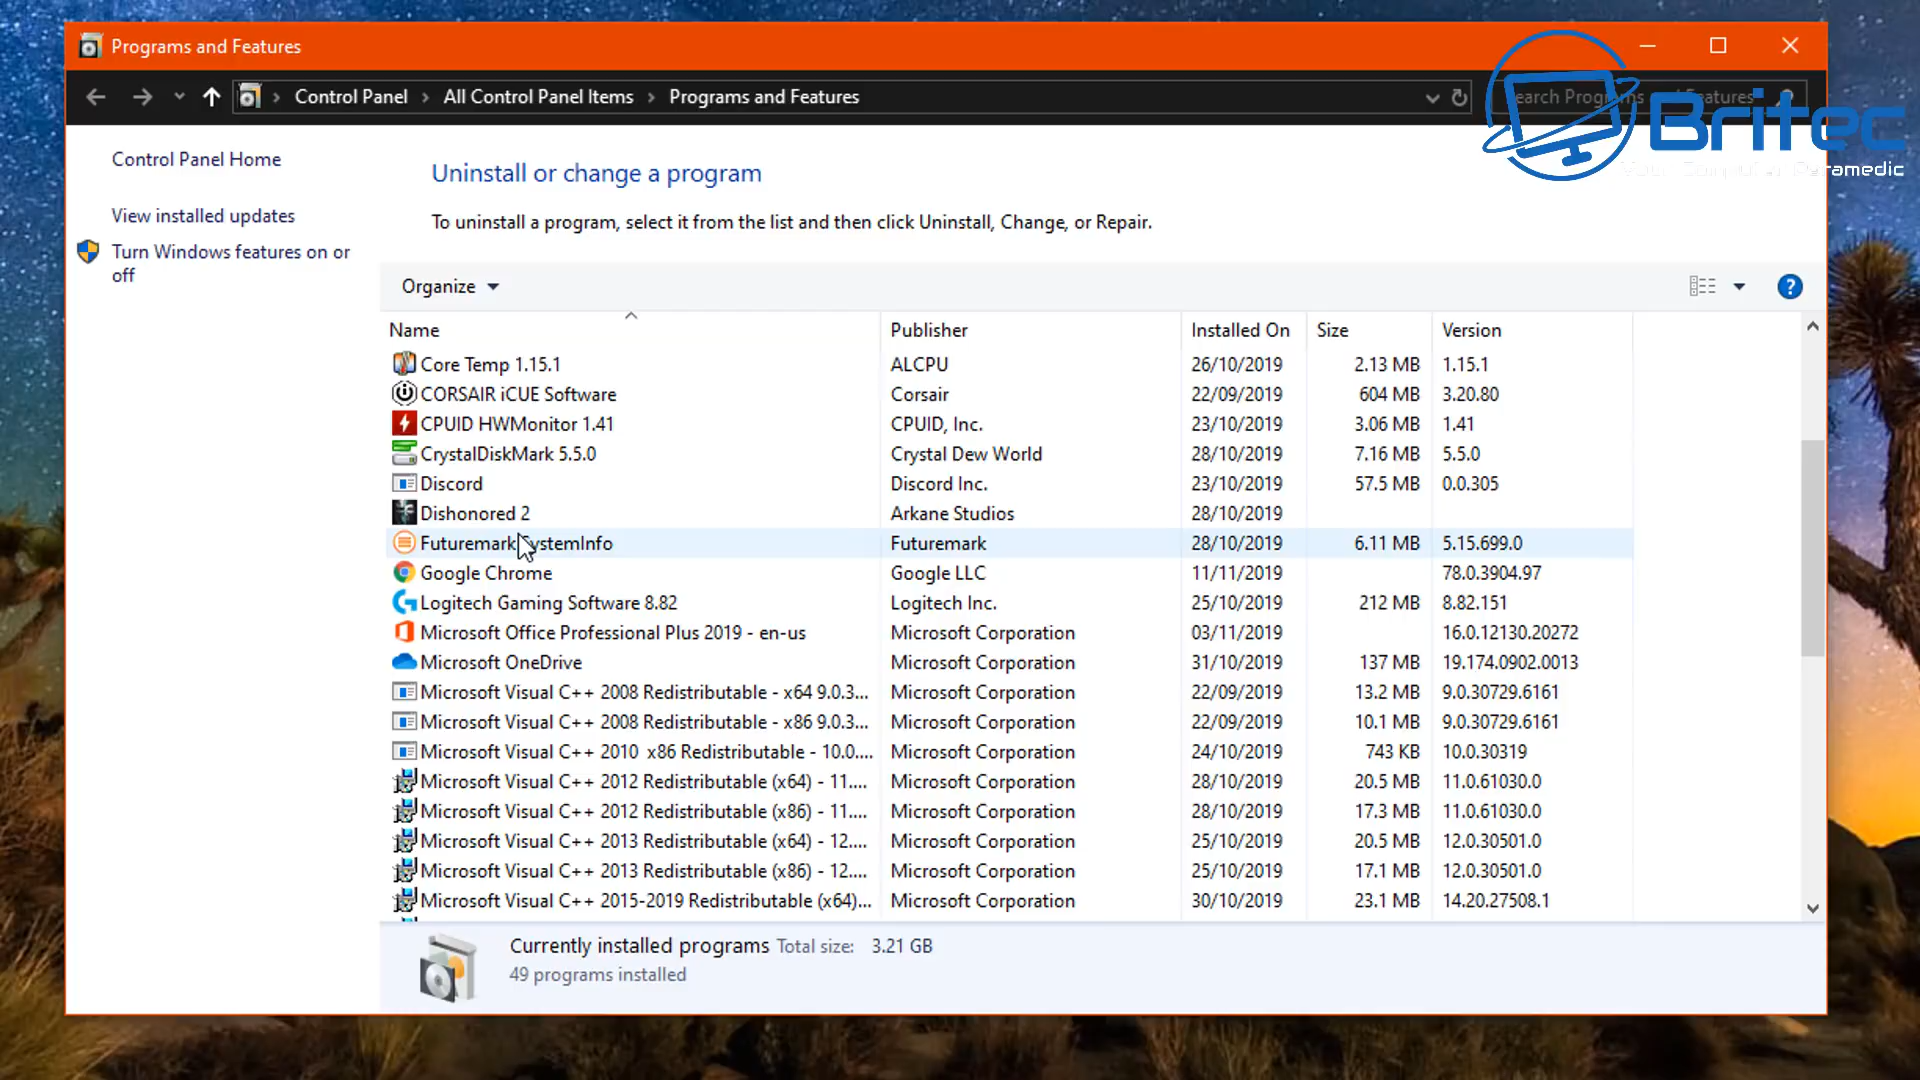 Programs and Features
Control Panel > All Control Panel Items > Programs and Features
Search Programs and Features
Britec
Your Computer Paramedic
Control Panel Home
View installed updates
Turn Windows features on or
off
Uninstall or change a program
To uninstall a program, select it from the list and then click Uninstall, Change, or Repair.
Organize
Name Publisher Installed On Size Version
Core Temp 1.15.1 ALCPU 26/10/2019 2.13 MB 1.15.1
CORSAIR iCUE Software Corsair 22/09/2019 604 MB 3.20.80
CPUID HWMonitor 1.41 CPUID, Inc. 23/10/2019 3.06 MB 1.41
CrystalDiskMark 5.5.0 Crystal Dew World 28/10/2019 7.16 MB 5.5.0
Discord Discord Inc. 23/10/2019 57.5 MB 0.0.305
Dishonored 2 Arkane Studios 28/10/2019
Futuremark SystemInfo Futuremark 28/10/2019 6.11 MB 5.15.699.0
Google Chrome Google LLC 11/11/2019 78.0.3904.97
Logitech Gaming Software 8.82 Logitech Inc. 25/10/2019 212 MB 8.82.151
Microsoft Office Professional Plus 2019 - en-us Microsoft Corporation 03/11/2019 16.0.12130.20272
Microsoft OneDrive Microsoft Corporation 31/10/2019 137 MB 19.174.0902.0013
Microsoft Visual C++ 2008 Redistributable - x64 9.0.3... Microsoft Corporation 22/09/2019 13.2 MB 9.0.30729.6161
Microsoft Visual C++ 2008 Redistributable - x86 9.0.3... Microsoft Corporation 22/09/2019 10.1 MB 9.0.30729.6161
Microsoft Visual C++ 2010  x86 Redistributable - 10.0.... Microsoft Corporation 24/10/2019 743 KB 10.0.30319
Microsoft Visual C++ 2012 Redistributable (x64) - 11.... Microsoft Corporation 28/10/2019 20.5 MB 11.0.61030.0
Microsoft Visual C++ 2012 Redistributable (x86) - 11.... Microsoft Corporation 28/10/2019 17.3 MB 11.0.61030.0
Microsoft Visual C++ 2013 Redistributable (x64) - 12.... Microsoft Corporation 25/10/2019 20.5 MB 12.0.30501.0
Microsoft Visual C++ 2013 Redistributable (x86) - 12.... Microsoft Corporation 25/10/2019 17.1 MB 12.0.30501.0
Microsoft Visual C++ 2015-2019 Redistributable (x64)... Microsoft Corporation 30/10/2019 23.1 MB 14.20.27508.1
Currently installed programs Total size: 3.21 GB
49 programs installed